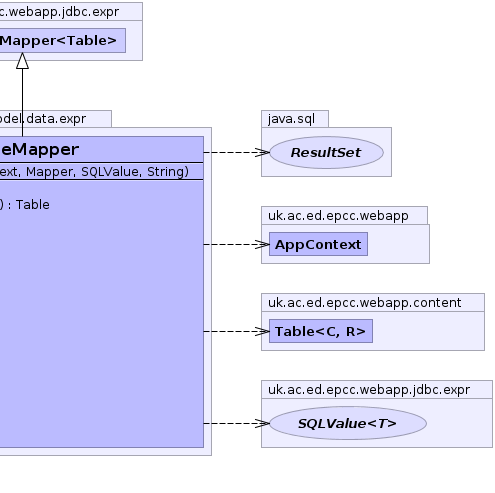 c.webapp.jdbc.expr
Mapper<Table>
odel.data.expr
eMapper
ext, Mapper, SQLValue, String)
) : Table
java.sql
ResultSet
uk.ac.ed.epcc.webapp
AppContext
uk.ac.ed.epcc.webapp.content
Table<C, R>
uk.ac.ed.epcc.webapp.jdbc.expr
SQLValue<T>